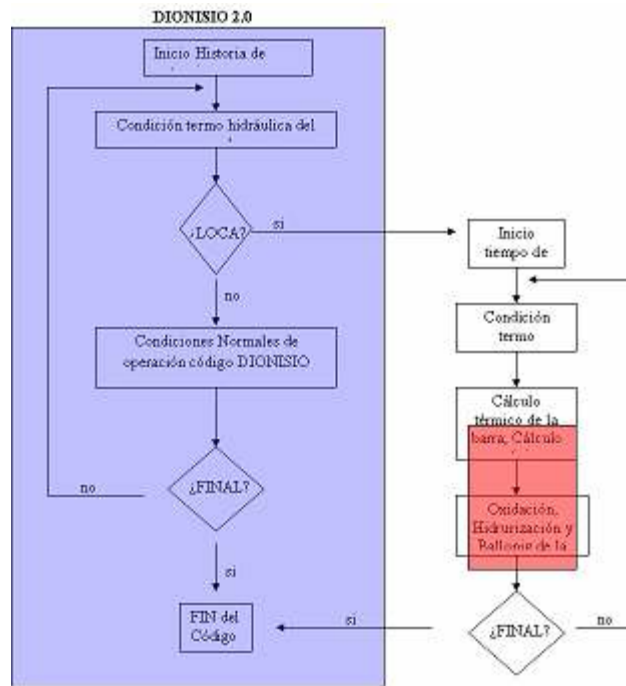 DIONISIO 2.0
Inicio Historia de
Condición termo hidráulica del
¿LOCA?
si
no
Condiciones Normales de
operación código DIONISIO
¿FINAL?
no
si
FIN del
Código
Inicio
tiempo de
Condición
termo
Cálculo
térmico de la
barra, Cálculo
Oxidación,
Hidrurización y
de la
¿FINAL?
si
no